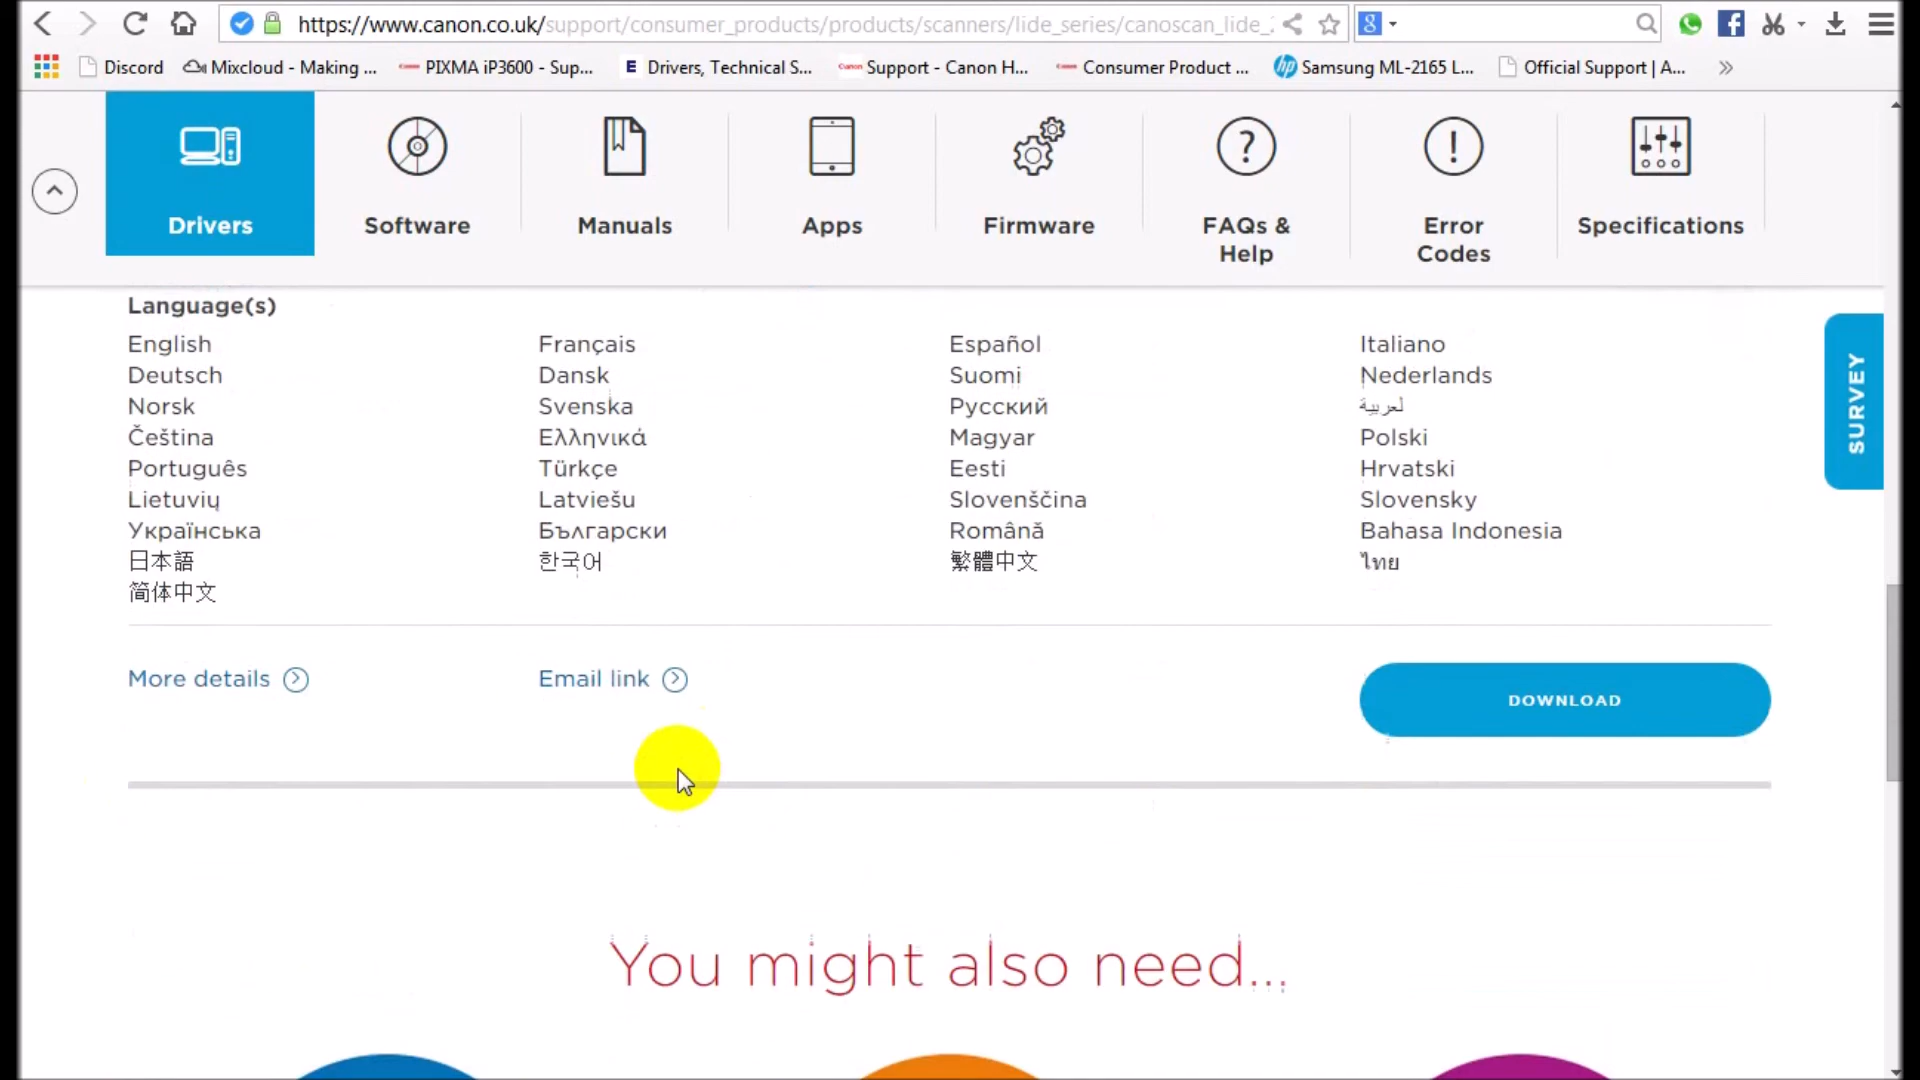 https://www.canon.co.uk/support/consumer_products/products/scanners/lide_series/canoscan_lide_
Discord
Mixcloud - Making ...
PIXMA iP3600 - Sup...
E Drivers, Technical S...
Canon Support - Canon H...
Consumer Product ...
hp Samsung ML-2165 L...
Official Support | A...
Drivers
Software
Manuals
Apps
Firmware
FAQs &
Help
Error
Codes
Specifications
Language(s)
English Français Español Italiano
Deutsch Dansk Suomi Nederlands
Norsk Svenska Русский لعربية
Čeština Ελληνικά Magyar Polski
Português Türkçe Eesti Hrvatski
Lietuvių Latviešu Slovenščina Slovensky
Українська Български Română Bahasa Indonesia
日本語 한국어 繁體中文 ไทย
简体中文
SURVEY
More details
Email link
DOWNLOAD
You might also need...